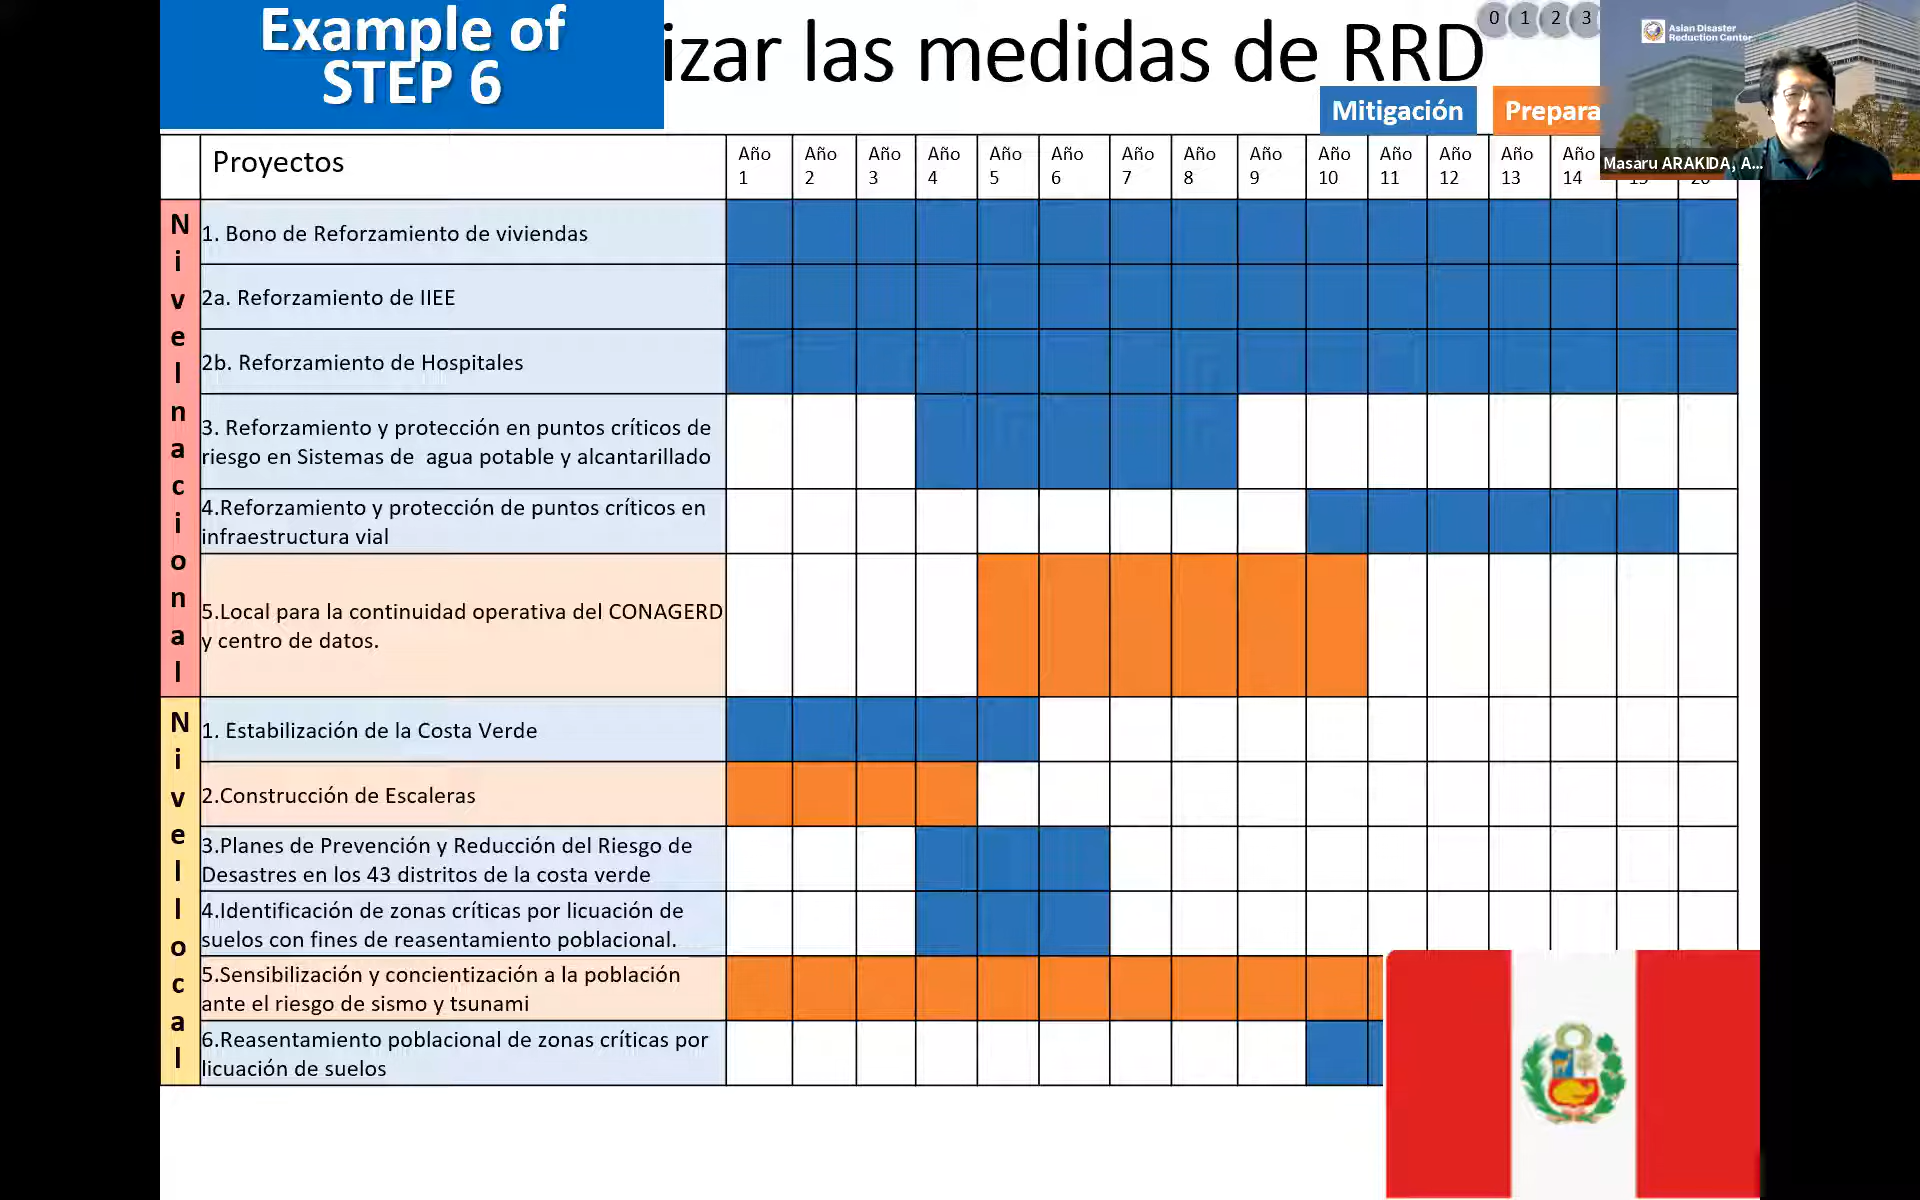 Example of
STEP 6
izar las medidas de RRD
0 1 2 3
Asian Disaster
Reduction Center
Mitigación
Prepara
Masaru ARAKIDA, A...
Proyectos
Año 1
Año 2
Año 3
Año 4
Año 5
Año 6
Año 7
Año 8
Año 9
Año 10
Año 11
Año 12
Año 13
Año 14
Nivel nacional
1. Bono de Reforzamiento de viviendas
2a. Reforzamiento de IIEE
2b. Reforzamiento de Hospitales
3. Reforzamiento y protección en puntos críticos de
riesgo en Sistemas de agua potable y alcantarillado
4.Reforzamiento y protección de puntos críticos en
infraestructura vial
5.Local para la continuidad operativa del CONAGERD
y centro de datos.
Nivel local
1. Estabilización de la Costa Verde
2.Construcción de Escaleras
3.Planes de Prevención y Reducción del Riesgo de
Desastres en los 43 distritos de la costa verde
4.Identificación de zonas críticas por licuación de
suelos con fines de reasentamiento poblacional.
5.Sensibilización y concientización a la población
ante el riesgo de sismo y tsunami
6.Reasentamiento poblacional de zonas críticas por
licuación de suelos